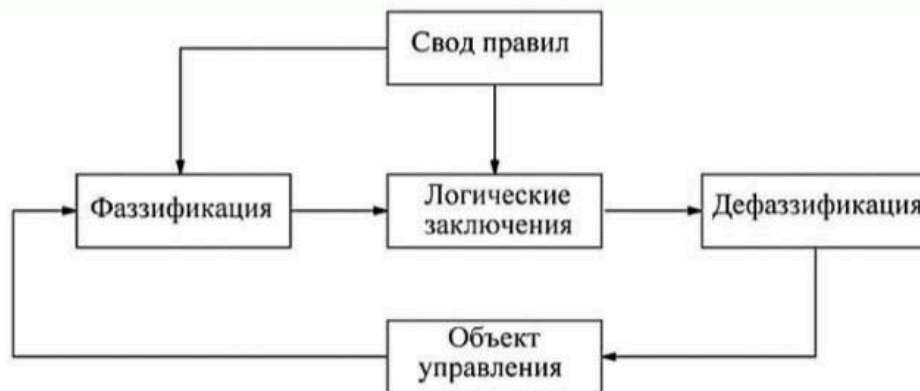 Свод правил
Фаззификация
Логические
заключения
Дефаззификация
Объект
управления